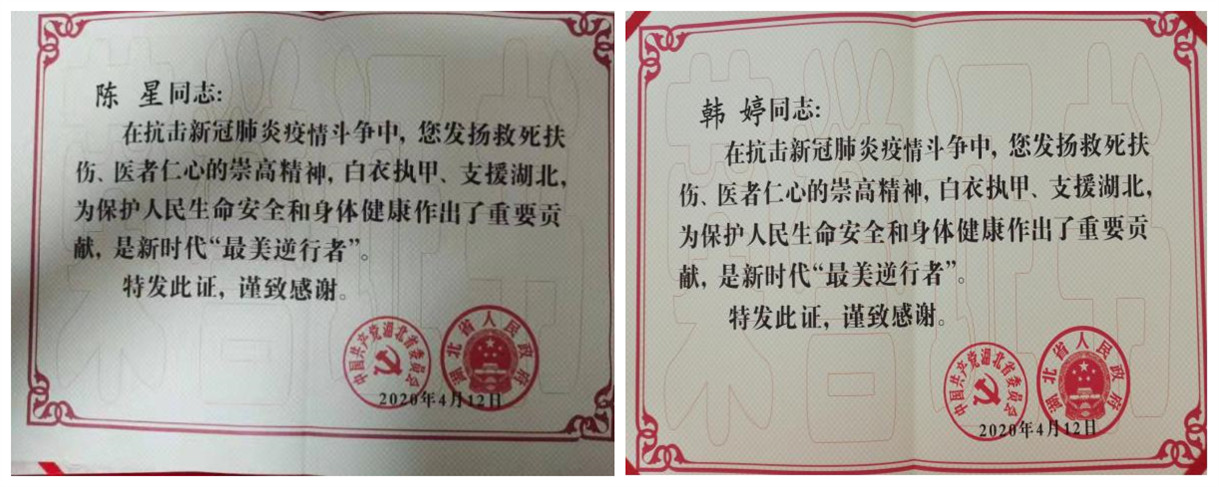 陈 星同志：
在抗击新冠肺炎疫情斗争中，您发扬救死扶
伤、医者仁心的崇高精神，白衣执甲、支援湖北，
为保护人民生命安全和身体健康作出了重要贡
献，是新时代“最美逆行者”。
特发此证，谨致感谢。
中国共产党湖北省委员会
湖北省人民政府
2020年4月12日
韩 婷同志：
在抗击新冠肺炎疫情斗争中，您发扬救死扶
伤、医者仁心的崇高精神，白衣执甲、支援湖北，
为保护人民生命安全和身体健康作出了重要贡
献，是新时代“最美逆行者”。
特发此证，谨致感谢。
中国共产党湖北省委员会
湖北省人民政府
2020年4月12日